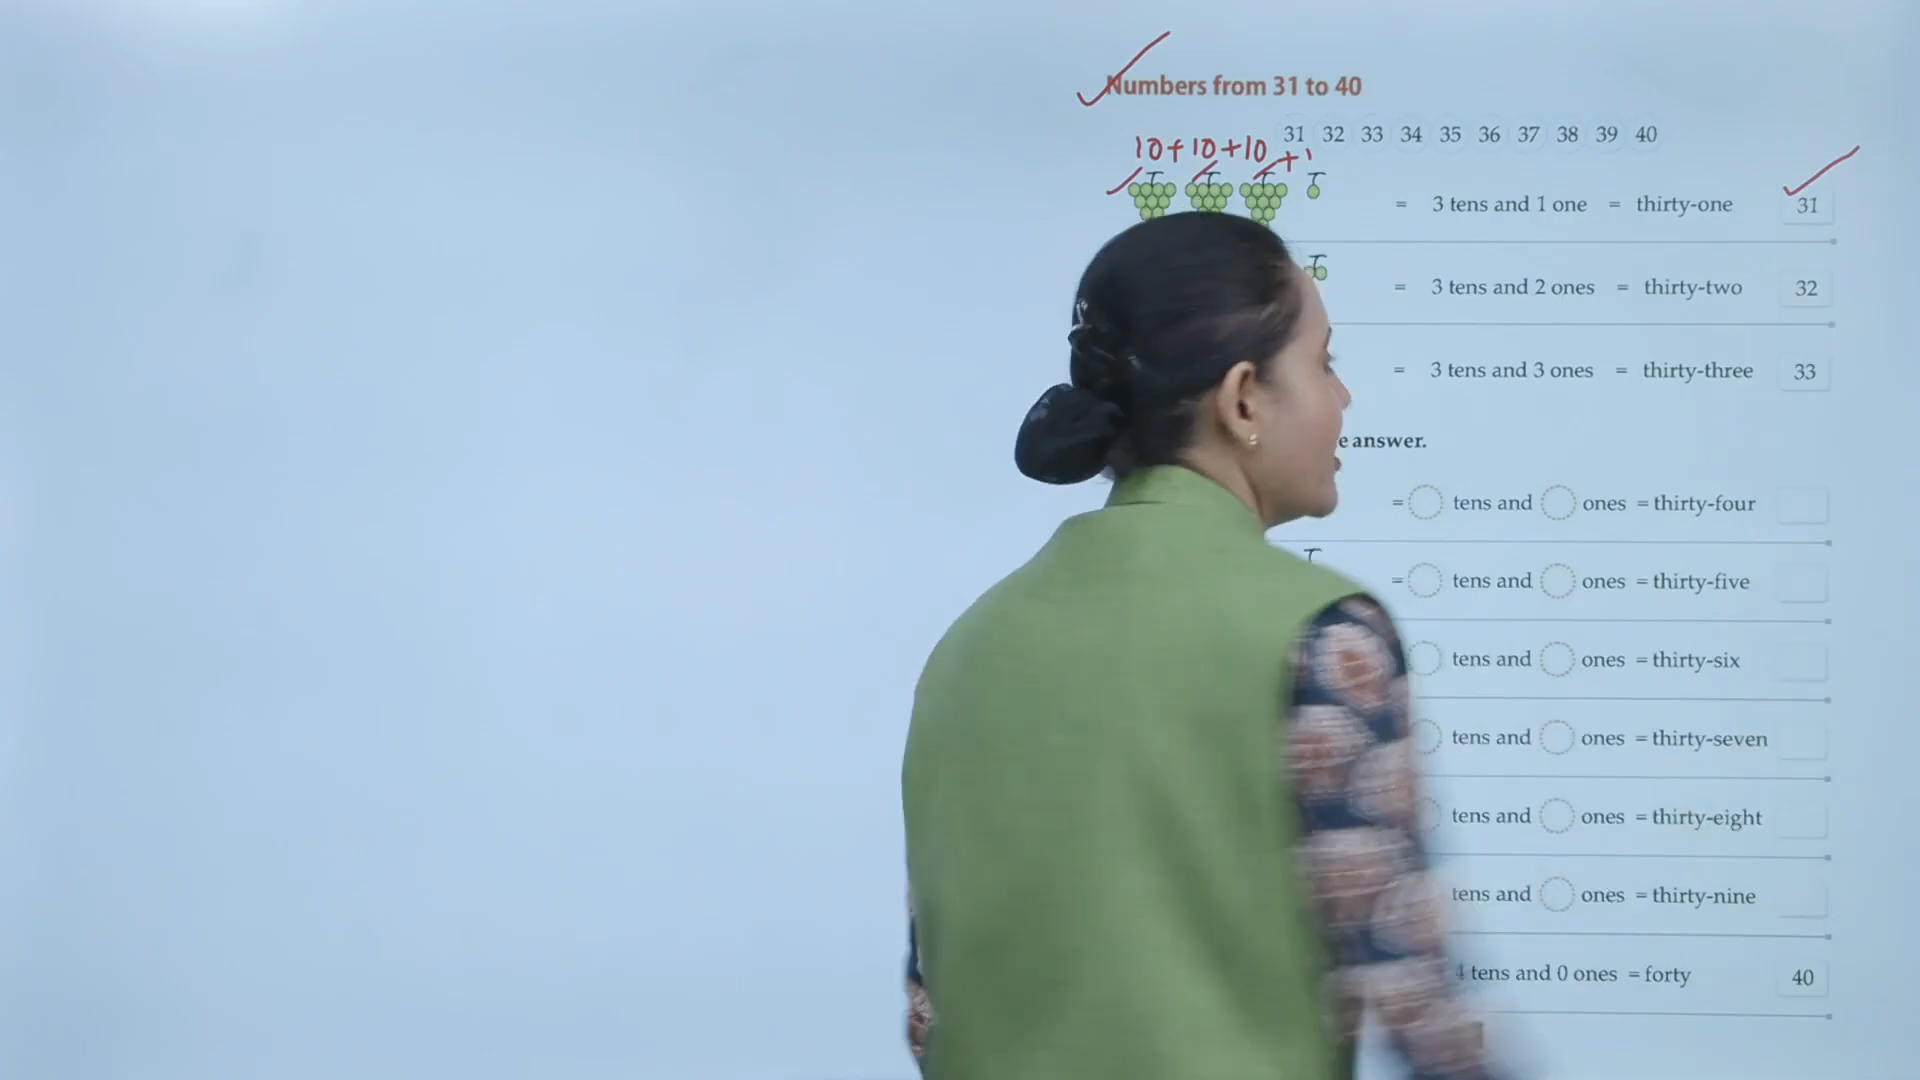 Numbers from 31 to 40
31 32 33 34 35 36 37 38 39 40
10+10+10+1
= 3 tens and 1 one = thirty-one 31
= 3 tens and 2 ones = thirty-two 32
= 3 tens and 3 ones = thirty-three 33
answer.
= tens and ones = thirty-four
= tens and ones = thirty-five
tens and ones = thirty-six
tens and ones = thirty-seven
tens and ones = thirty-eight
tens and ones = thirty-nine
4 tens and 0 ones = forty 40